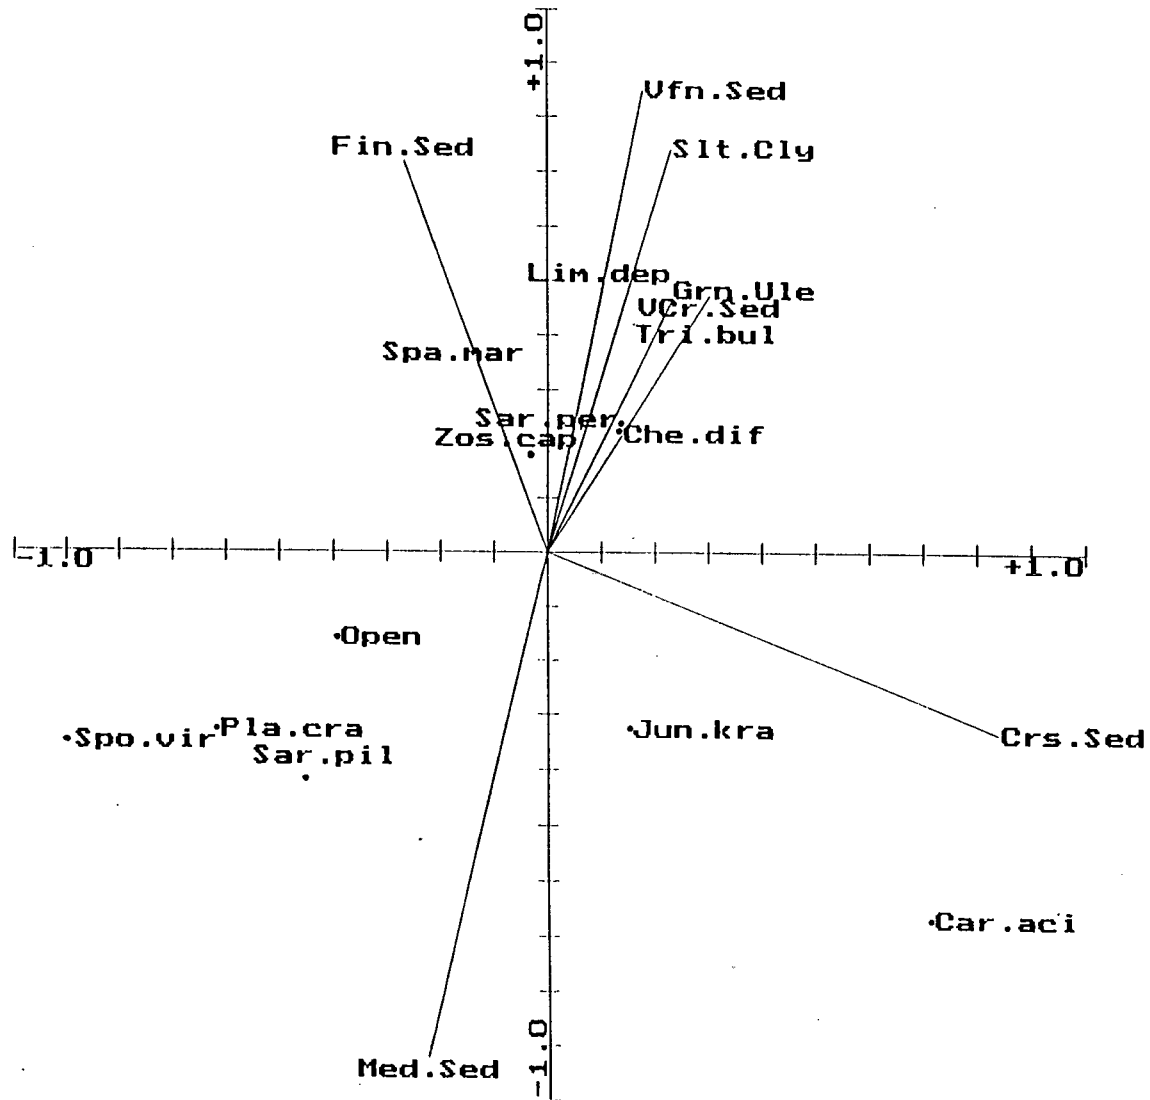 +1.0
Vfn.Sed
Fin.Sed
Slt.Cly
Lim.dep
Grn.Ule
VCr.Sed
Tri.bul
Spa.mar
Sar.per
Zos.cap
Che.dif
-1.0
+1.0
Open
Spo.vir
Pla.cra
Jun.kra
Crs.Sed
Sar.pil
Car.aci
-1.0
Med.Sed